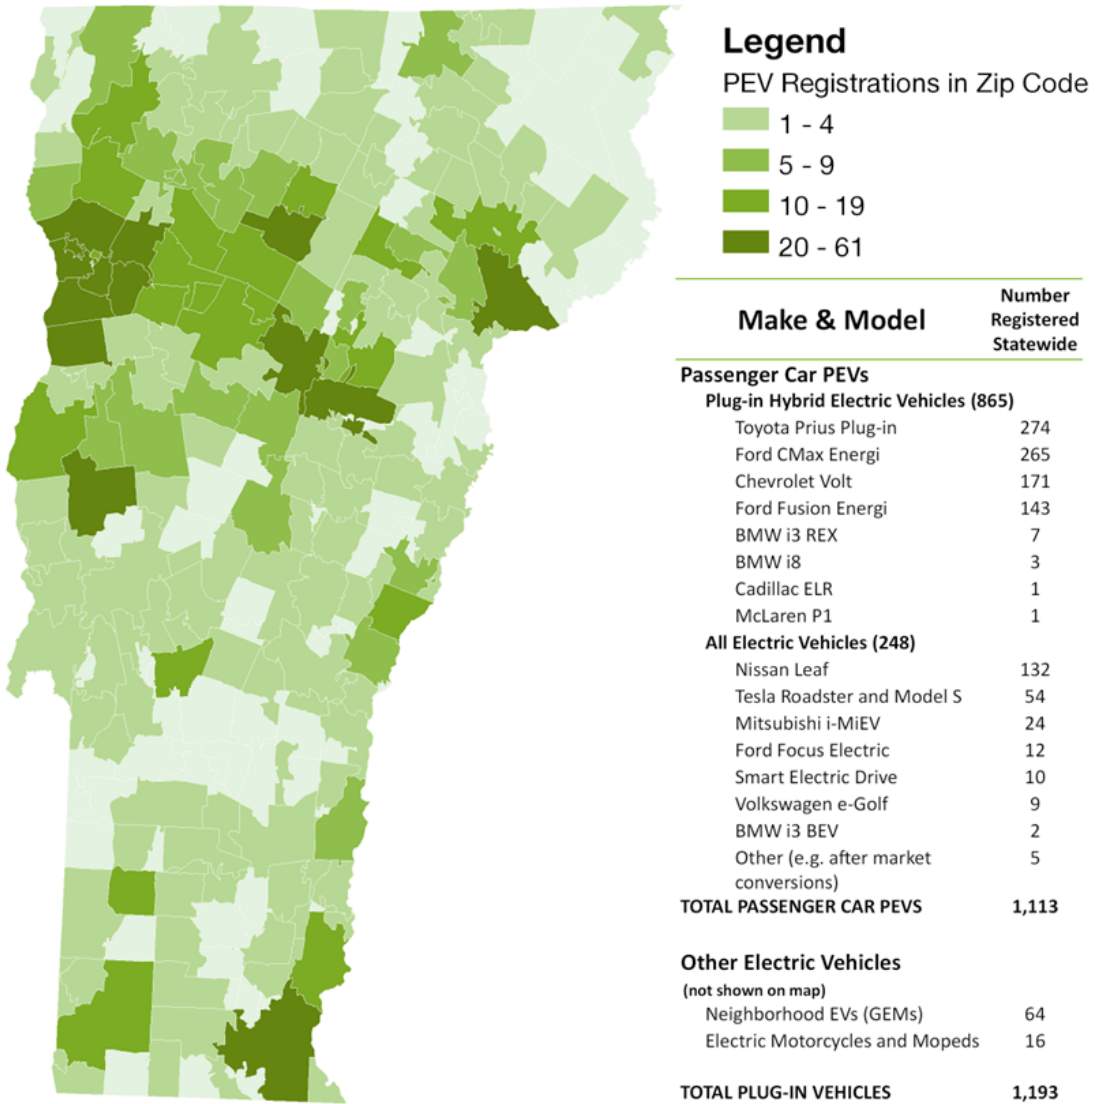 Legend
PEV Registrations in Zip Code
1 - 4
5 - 9
10 - 19
20 - 61
Make & Model
Number
Registered
Statewide
Passenger Car PEVs
Plug-in Hybrid Electric Vehicles (865)
Toyota Prius Plug-in 274
Ford CMax Energi 265
Chevrolet Volt 171
Ford Fusion Energi 143
BMW i3 REX 7
BMW i8 3
Cadillac ELR 1
McLaren P1 1
All Electric Vehicles (248)
Nissan Leaf 132
Tesla Roadster and Model S 54
Mitsubishi i-MiEV 24
Ford Focus Electric 12
Smart Electric Drive 10
Volkswagen e-Golf 9
BMW i3 BEV 2
Other (e.g. after market 5
conversions)
TOTAL PASSENGER CAR PEVS 1,113
Other Electric Vehicles
(not shown on map)
Neighborhood EVs (GEMs) 64
Electric Motorcycles and Mopeds 16
TOTAL PLUG-IN VEHICLES 1,193